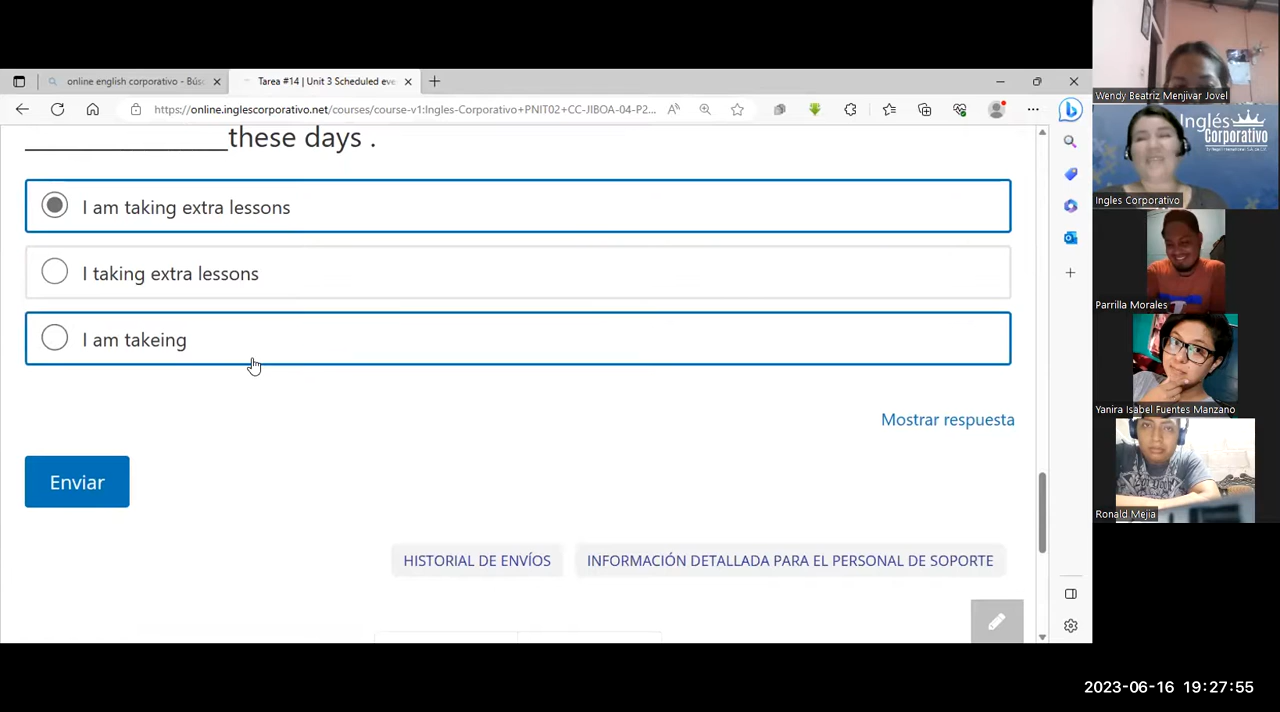 online english corporativo - Bús
Tarea #14 | Unit 3 Scheduled eve
https://online.inglescorporativo.net/courses/course-v1:Ingles-Corporativo+PNIT02+CC-JIBOA-04-P2...
these days .
I am taking extra lessons
I taking extra lessons
I am takeing
Mostrar respuesta
Enviar
HISTORIAL DE ENVÍOS
INFORMACIÓN DETALLADA PARA EL PERSONAL DE SOPORTE
Wendy Beatriz Menjivar Jovel
Inglés
Corporativo
Ingles Corporativo
Parrilla Morales
Yanira Isabel Fuentes Manzano
Ronald Mejia
2023-06-16 19:27:55